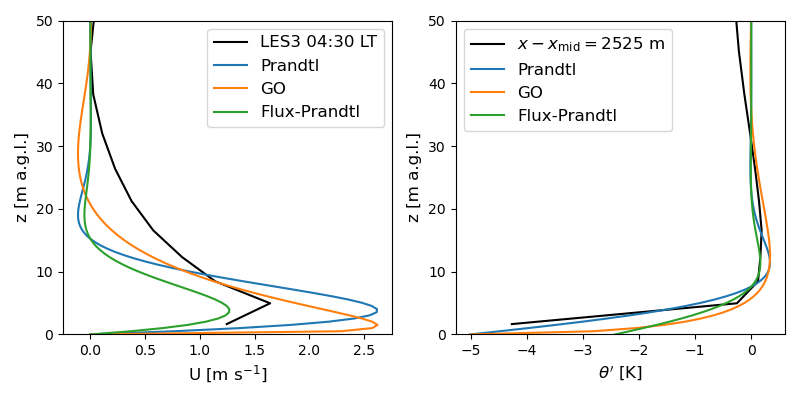 50
40
30
20
10
0
z [m a.g.l.]
0.0 0.5 1.0 1.5 2.0 2.5
U [m s⁻¹]
LES3 04:30 LT
Prandtl
GO
Flux-Prandtl
50
40
30
20
10
0
z [m a.g.l.]
−5 −4 −3 −2 −1 0
θ′ [K]
x − x_mid = 2525 m
Prandtl
GO
Flux-Prandtl